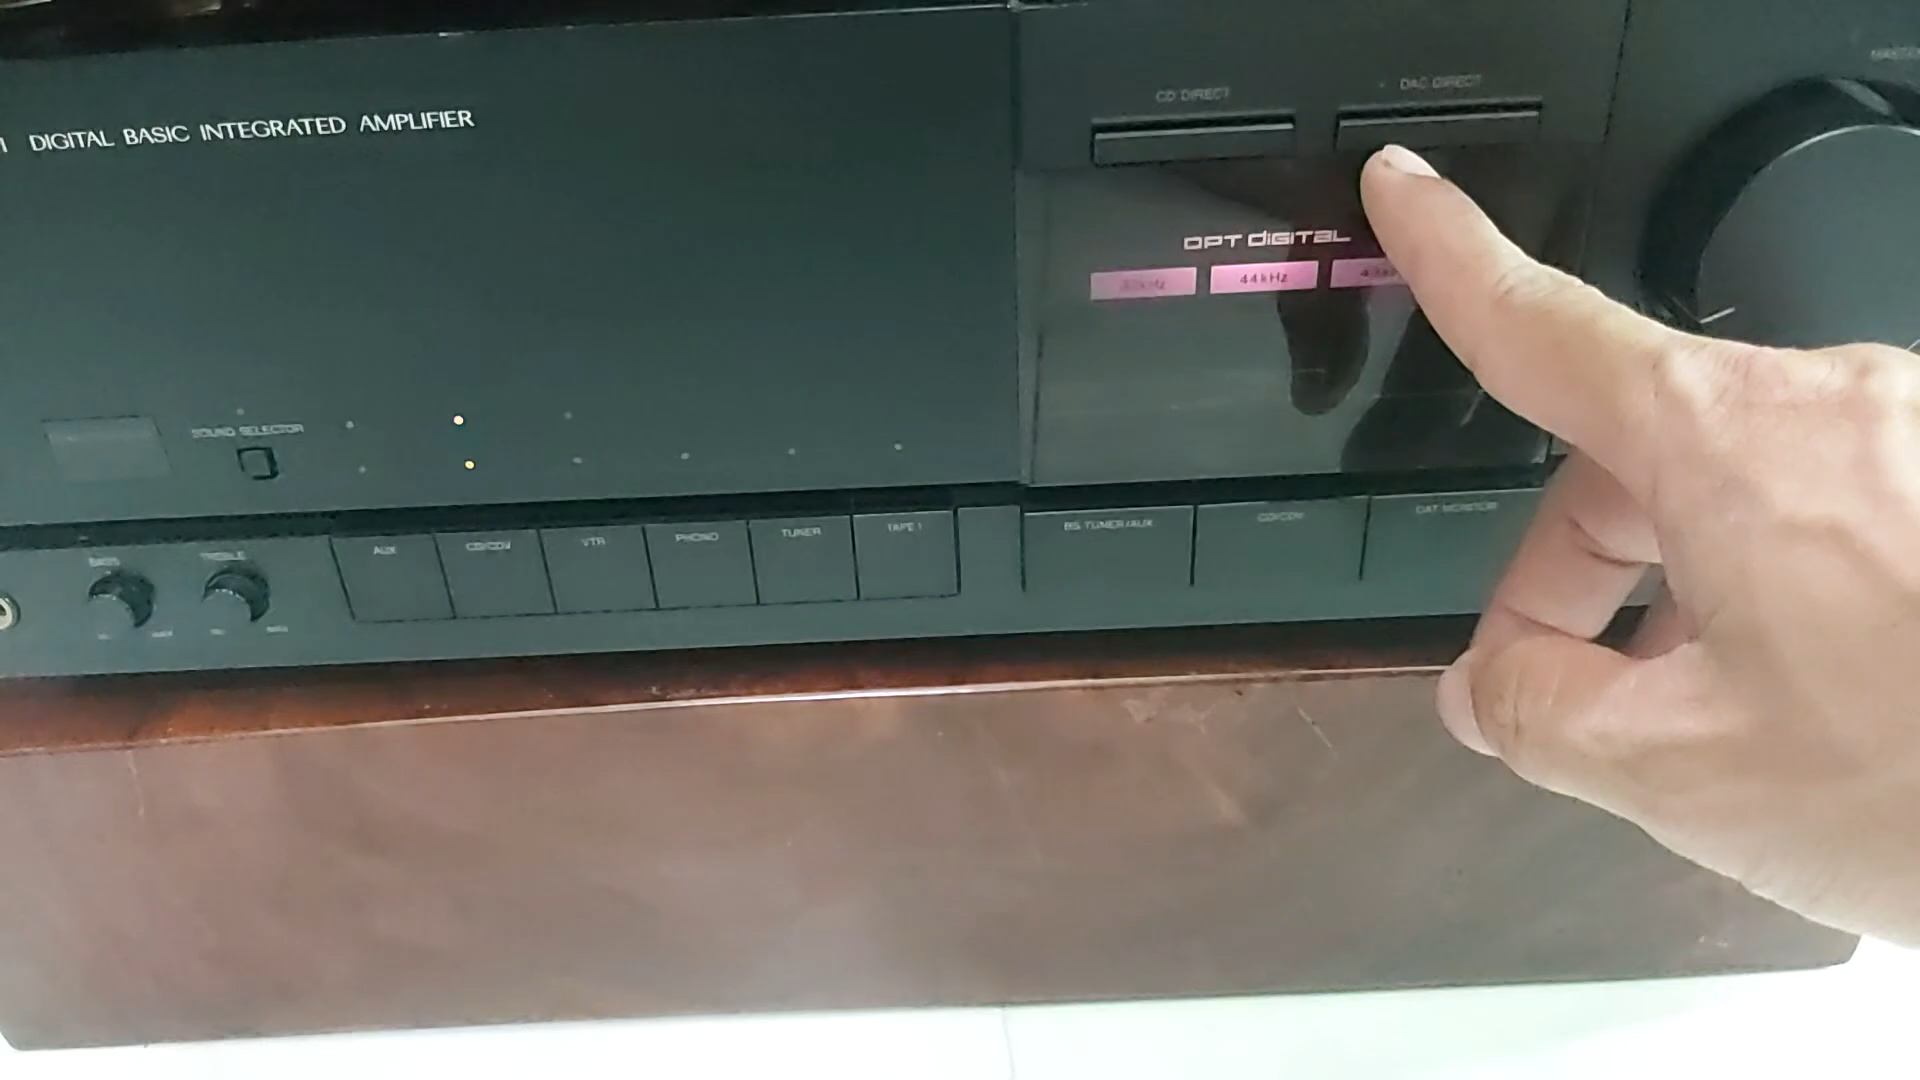 DIGITAL BASIC INTEGRATED AMPLIFIER
CD DIRECT
DAC DIRECT
OPT DIGITAL
44kHz
SOUND SELECTOR
BASS
TREBLE
AUX
CD/CDV
VTR
PHONO
TUNER
TAPE 1
BS TUNER/AUX
CD/CDV
DAT MONITOR